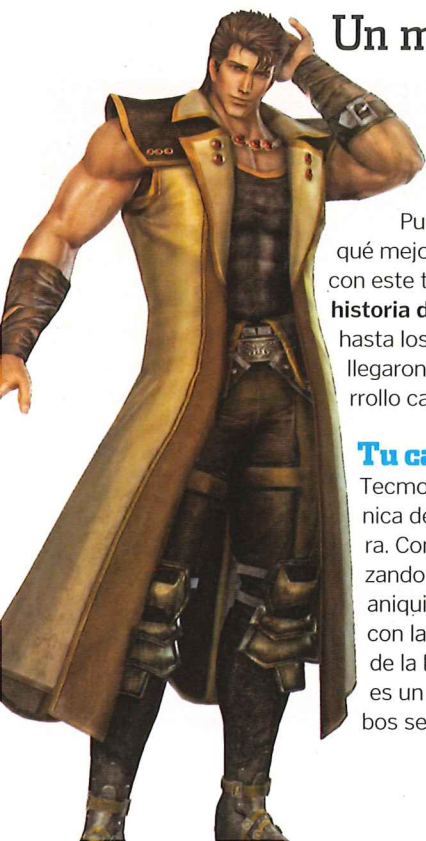 Un m
Pu
qué mejo
con este t
historia d
hasta los
llegaron
rrollo ca
Tu ca
Tecmo
nica de
ra. Cor
zando
aniqui
con la
de la l
es un
bos se